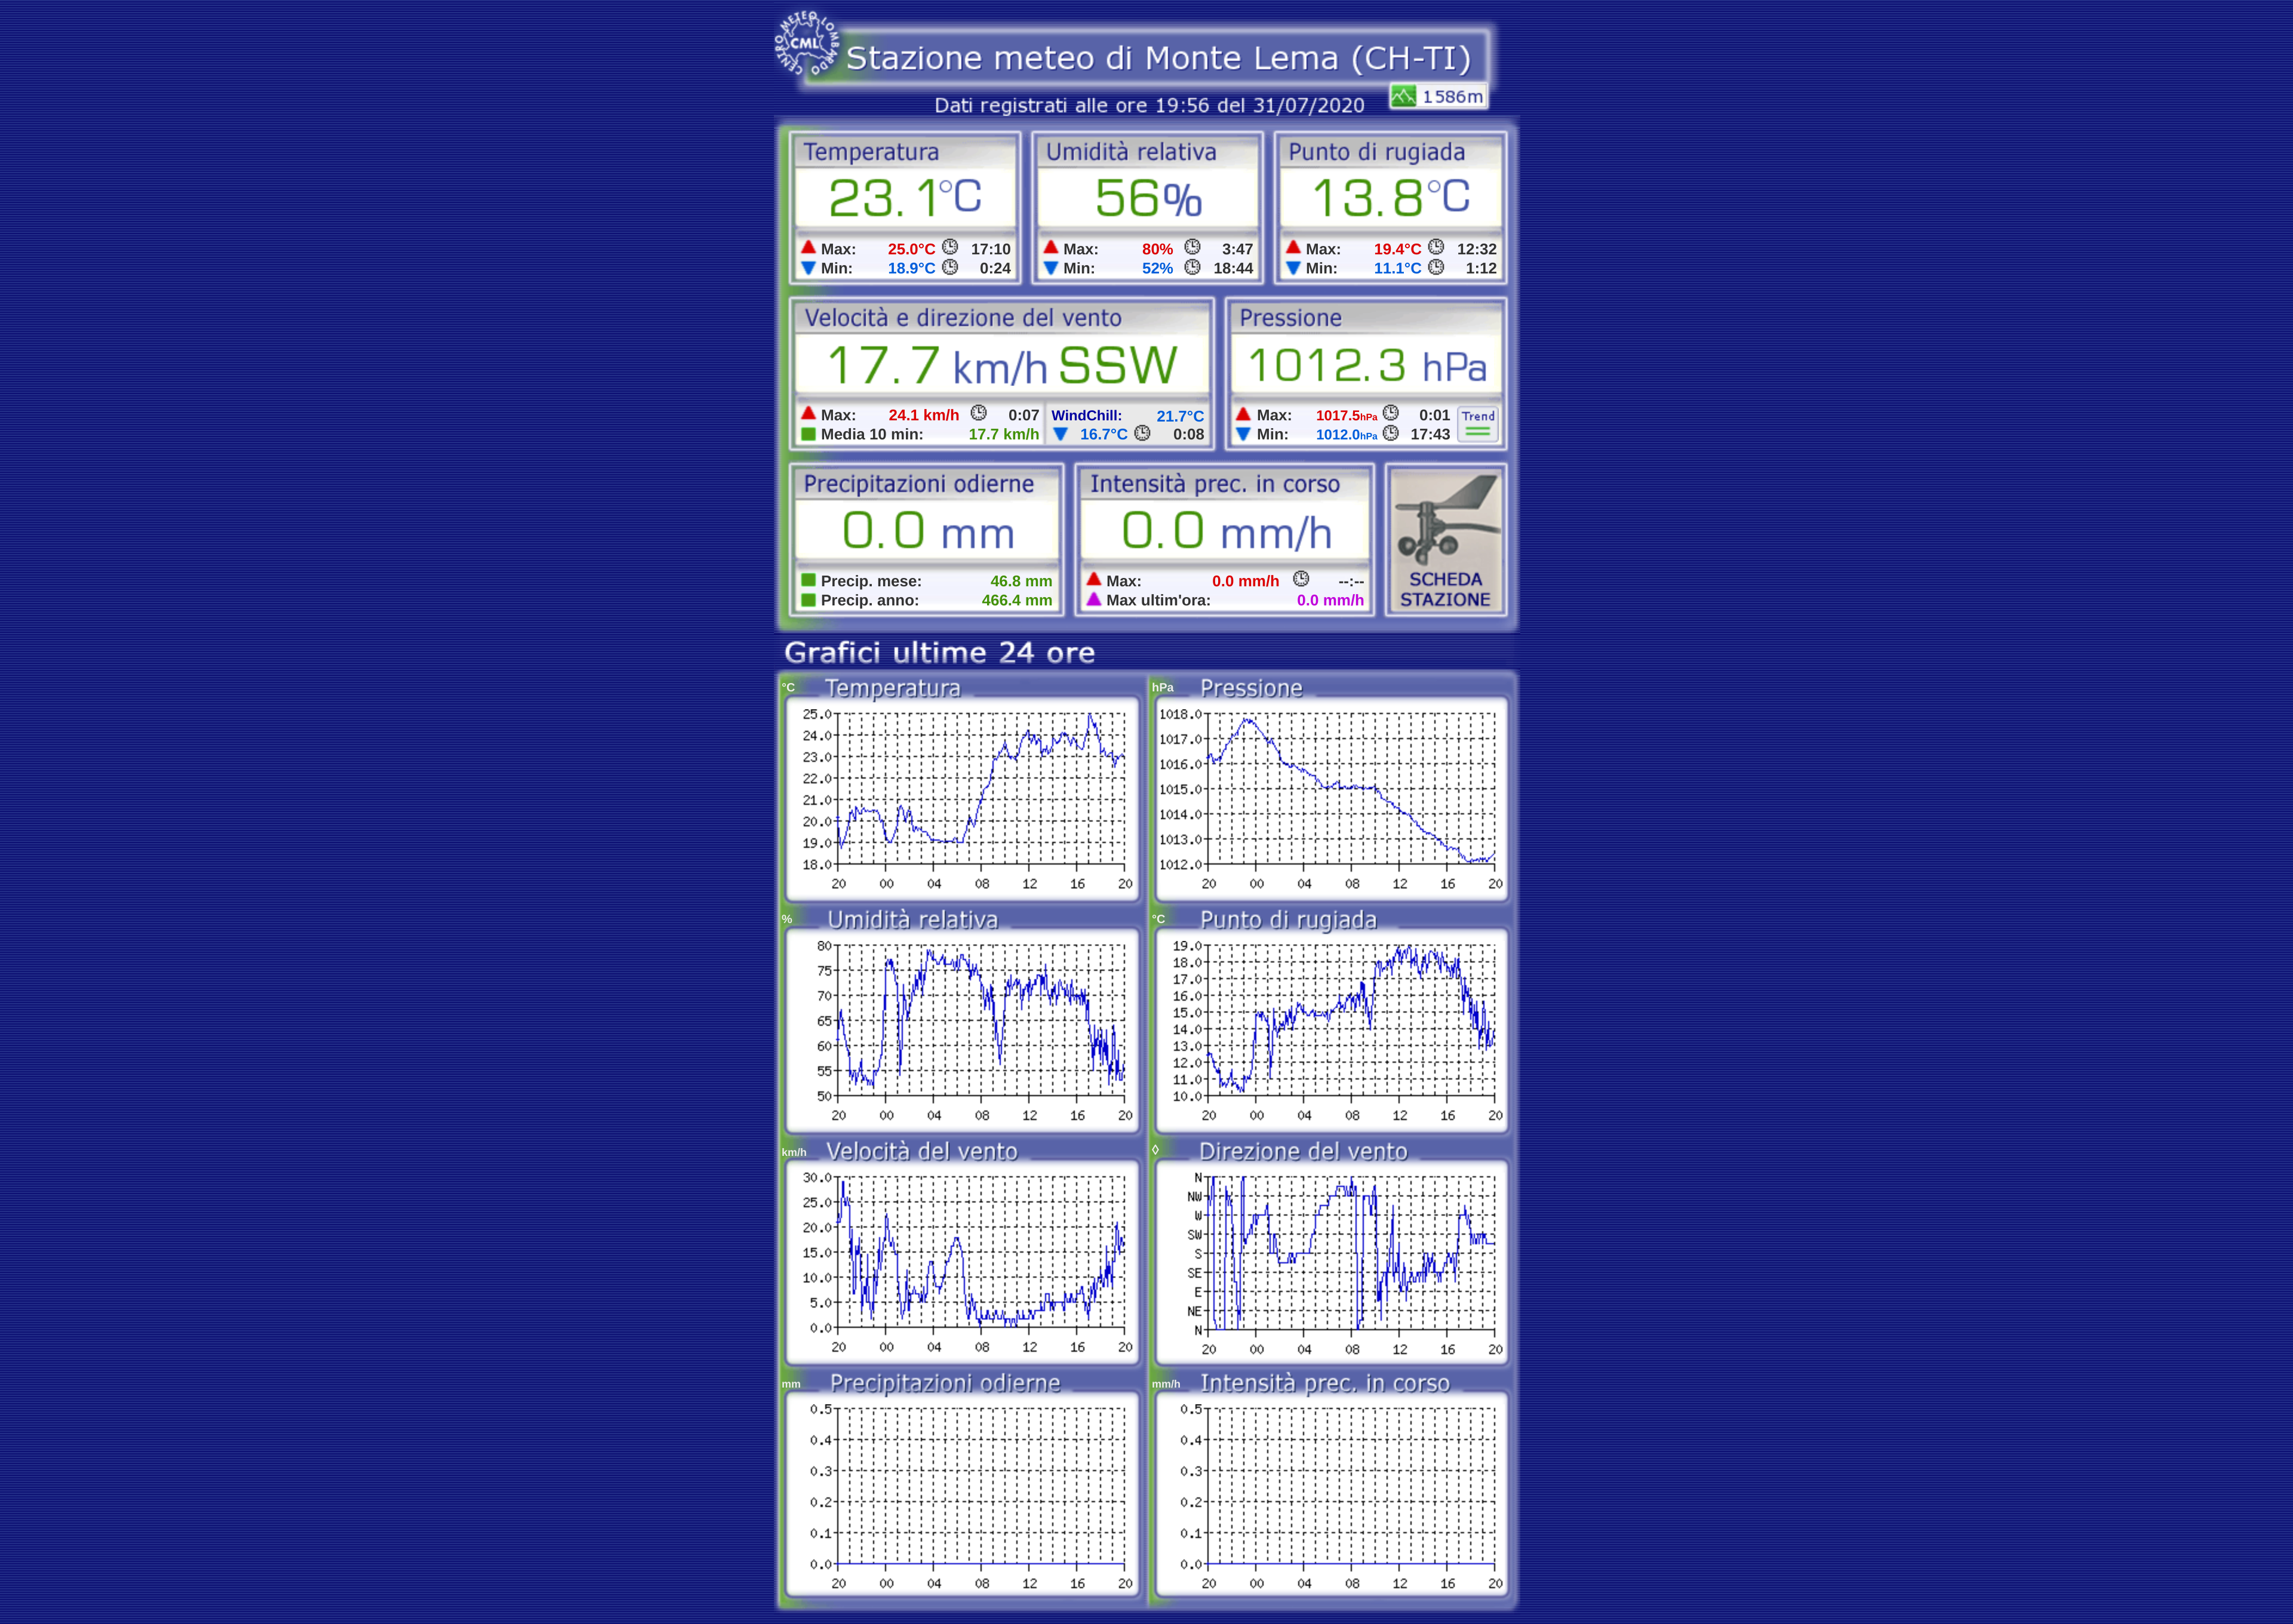 CENTRO METEO LOMBARDO
CML
Stazione meteo di Monte Lema (CH-TI)
Dati registrati alle ore 19:56 del 31/07/2020
1586m
Temperatura
23.1°C
Max: 25.0°C 17:10
Min: 18.9°C 0:24
Umidità relativa
56%
Max: 80% 3:47
Min: 52% 18:44
Punto di rugiada
13.8°C
Max: 19.4°C 12:32
Min: 11.1°C 1:12
Velocità e direzione del vento
17.7 km/h SSW
Max: 24.1 km/h 0:07
Media 10 min: 17.7 km/h
WindChill: 21.7°C
16.7°C 0:08
Pressione
1012.3 hPa
Max: 1017.5hPa 0:01
Min: 1012.0hPa 17:43
Trend
Precipitazioni odierne
0.0 mm
Precip. mese: 46.8 mm
Precip. anno: 466.4 mm
Intensità prec. in corso
0.0 mm/h
Max: 0.0 mm/h --:--
Max ultim'ora: 0.0 mm/h
SCHEDA
STAZIONE
Grafici ultime 24 ore
°C Temperatura
25.0
24.0
23.0
22.0
21.0
20.0
19.0
18.0
20 00 04 08 12 16 20
hPa Pressione
1018.0
1017.0
1016.0
1015.0
1014.0
1013.0
1012.0
20 00 04 08 12 16 20
% Umidità relativa
80
75
70
65
60
55
50
20 00 04 08 12 16 20
°C Punto di rugiada
19.0
18.0
17.0
16.0
15.0
14.0
13.0
12.0
11.0
10.0
20 00 04 08 12 16 20
km/h Velocità del vento
30.0
25.0
20.0
15.0
10.0
5.0
0.0
20 00 04 08 12 16 20
◊ Direzione del vento
N
NW
W
SW
S
SE
E
NE
N
20 00 04 08 12 16 20
mm Precipitazioni odierne
0.5
0.4
0.3
0.2
0.1
0.0
20 00 04 08 12 16 20
mm/h Intensità prec. in corso
0.5
0.4
0.3
0.2
0.1
0.0
20 00 04 08 12 16 20